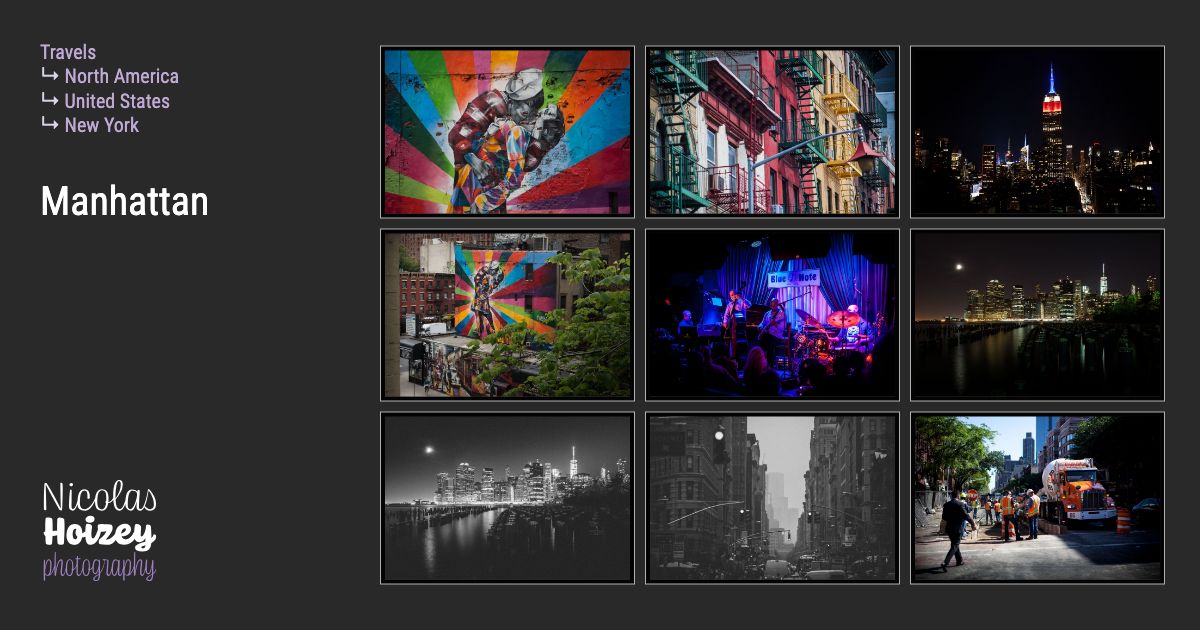 Travels
↳ North America
↳ United States
↳ New York
Manhattan
Blue Note
Nicolas
Hoizey
photography